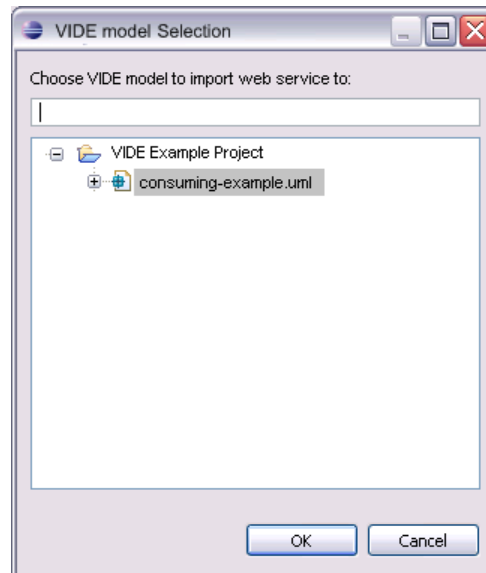 VIDE model Selection
Choose VIDE model to import web service to:
VIDE Example Project
consuming-example.uml
OK Cancel